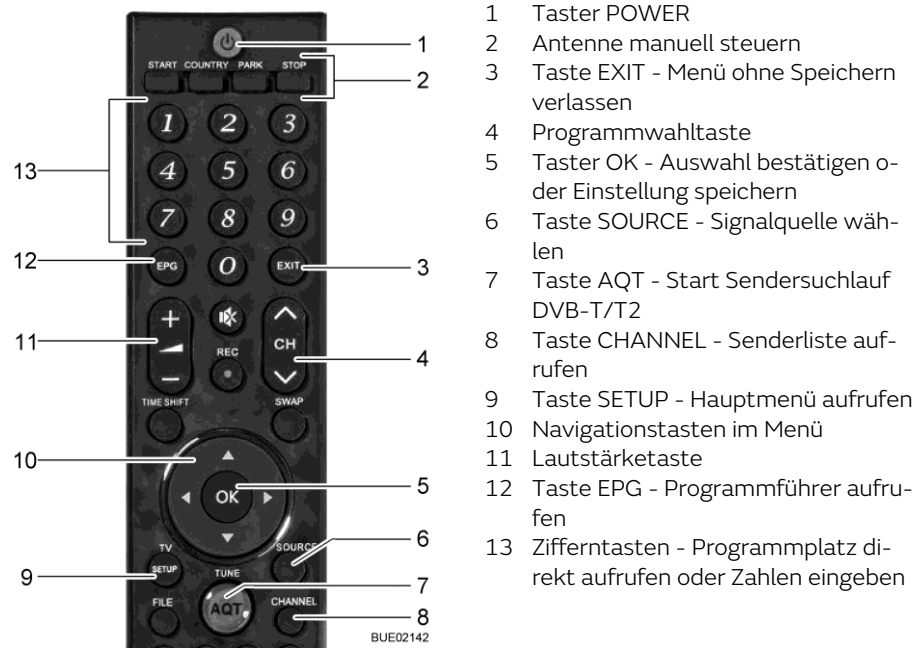 START COUNTRY PARK STOP
1 2 3
4 5 6
7 8 9
EPG 0 EXIT
+
REC
CH
−
TIME SHIFT SWAP
OK
TV
SETUP
SOURCE
TUNE
AQT
FILE
CHANNEL
BUE02142
1
2
3
4
5
6
7
8
9
10
11
12
13
1 Taster POWER
2 Antenne manuell steuern
3 Taste EXIT - Menü ohne Speichern
verlassen
4 Programmwahltaste
5 Taster OK - Auswahl bestätigen o-
der Einstellung speichern
6 Taste SOURCE - Signalquelle wäh-
len
7 Taste AQT - Start Sendersuchlauf
DVB-T/T2
8 Taste CHANNEL - Senderliste auf-
rufen
9 Taste SETUP - Hauptmenü aufrufen
10 Navigationstasten im Menü
11 Lautstärketaste
12 Taste EPG - Programmführer aufru-
fen
13 Zifferntasten - Programmplatz di-
rekt aufrufen oder Zahlen eingeben